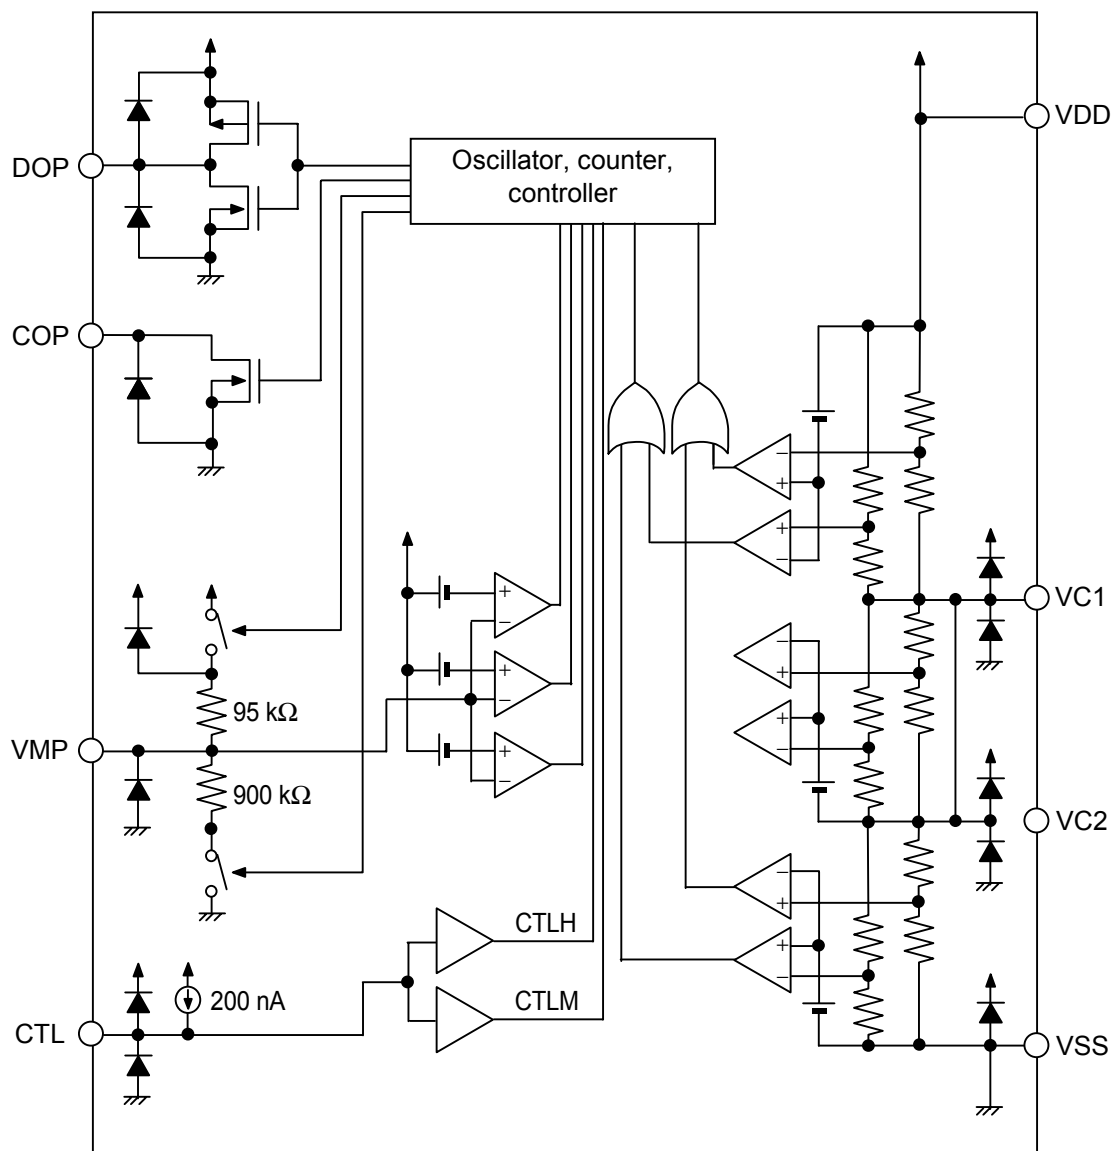 VDD
DOP
Oscillator, counter,
controller
COP
− +
+ −
VC1
+ −
+ −
+ −
− +
+ −
95 kΩ
VMP
900 kΩ
VC2
− +
+ −
CTLH
200 nA
CTLM
CTL
VSS